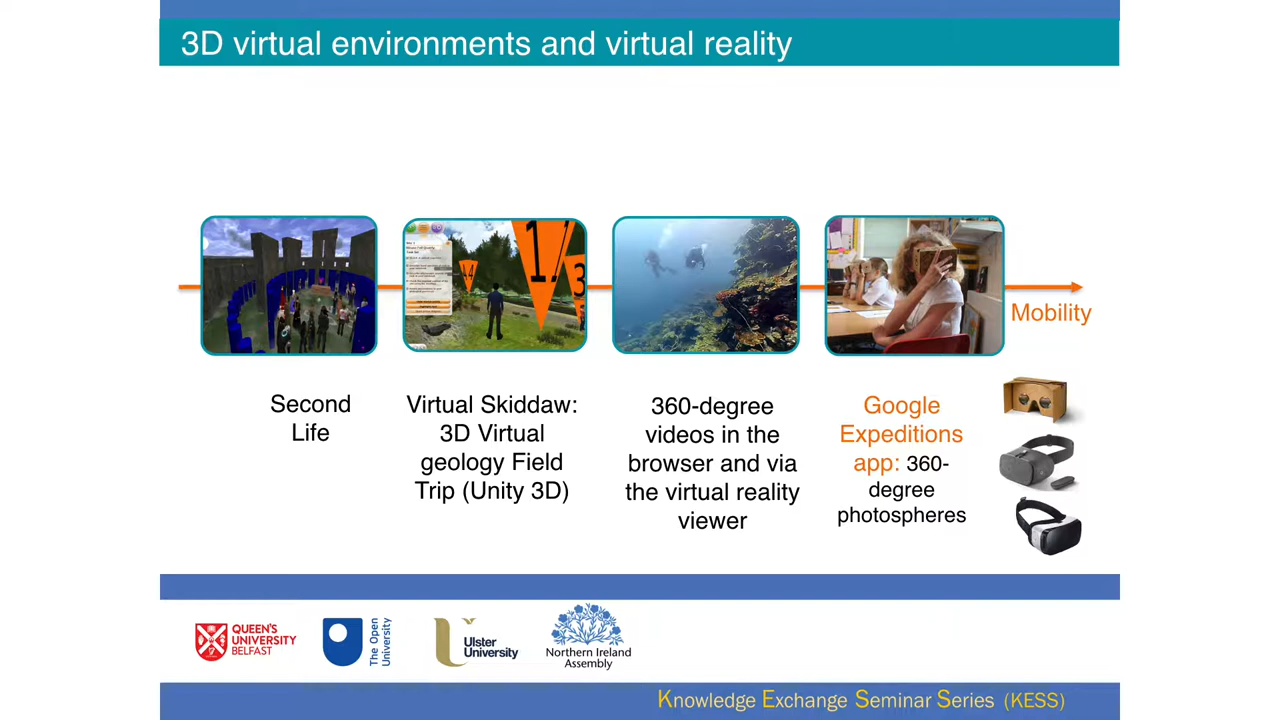 3D virtual environments and virtual reality
Mobility
Second
Life
Virtual Skiddaw:
3D Virtual
geology Field
Trip (Unity 3D)
360-degree
videos in the
browser and via
the virtual reality
viewer
Google
Expeditions
app: 360-
degree
photospheres
QUEEN'S
UNIVERSITY
BELFAST
The Open
University
Ulster
University
Northern Ireland
Assembly
Knowledge Exchange Seminar Series (KESS)